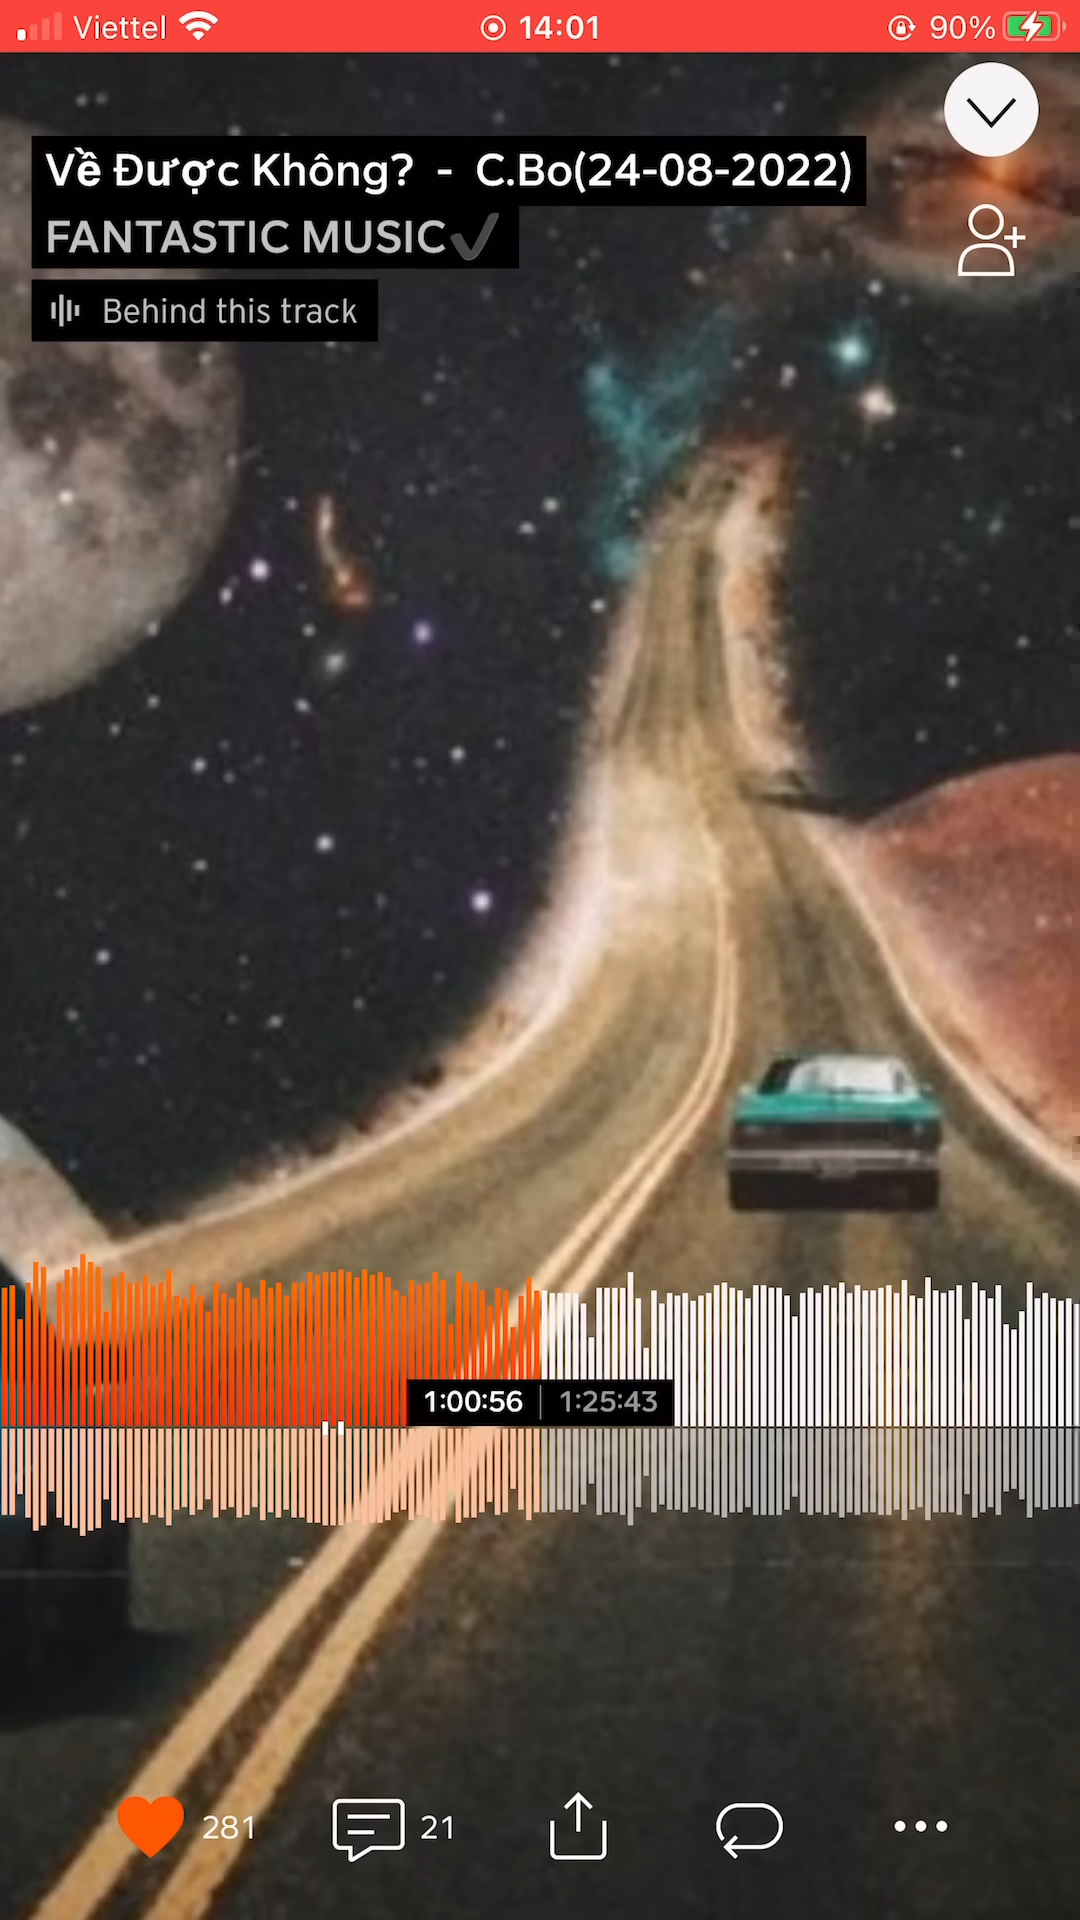 Viettel 14:01 90%
Về Được Không? - C.Bo(24-08-2022)
FANTASTIC MUSIC✔
Behind this track
1:00:56 | 1:25:43
281 21